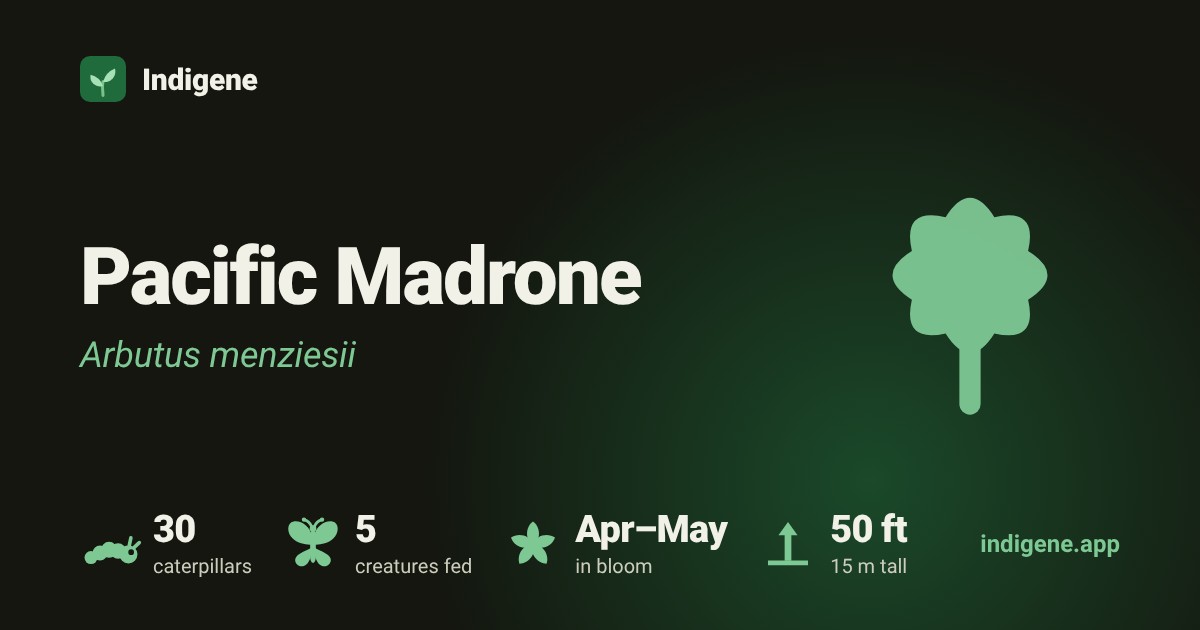 Indigene
Pacific Madrone
Arbutus menziesii
30
caterpillars
5
creatures fed
Apr–May
in bloom
50 ft
15 m tall
indigene.app